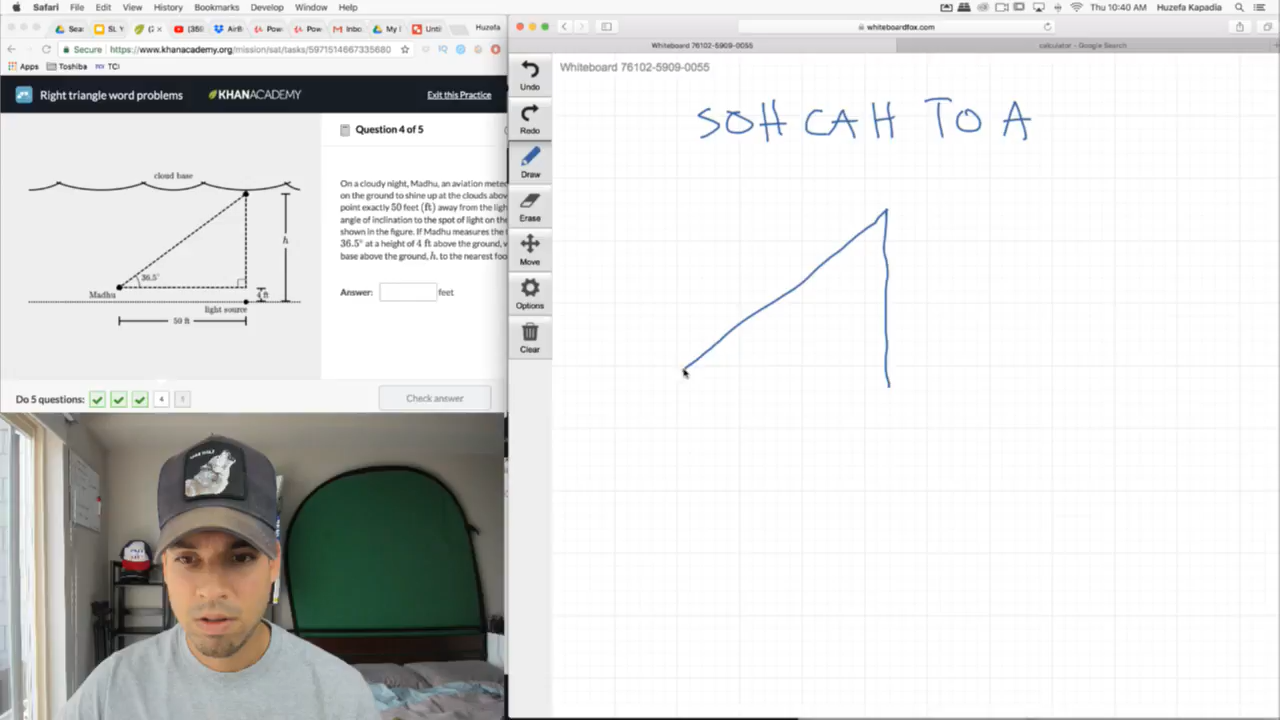 Safari File Edit View History Bookmarks Develop Window Help
Thu 10:40 AM Huzefa Kapadia
Huzefa
Secure https://www.khanacademy.org/mission/sat/tasks/5971514667335680
Apps Toshiba TCI
Right triangle word problems KHANACADEMY Exit this Practice
Question 4 of 5
cloud base
h
36.5°
Madhu
4 ft
light source
50 ft
On a cloudy night, Madhu, an aviation mete
on the ground to shine up at the clouds abov
point exactly 50 feet (ft) away from the ligh
angle of inclination to the spot of light on the
shown in the figure. If Madhu measures the
36.5° at a height of 4 ft above the ground, v
base above the ground, h, to the nearest foo
Answer: feet
Do 5 questions: 4 5
Check answer
whiteboardfox.com
Whiteboard 76102-5909-0055 calculator - Google Search
Whiteboard 76102-5909-0055
Undo
Redo
Draw
Erase
Move
Options
Clear
SOH CAH TO A